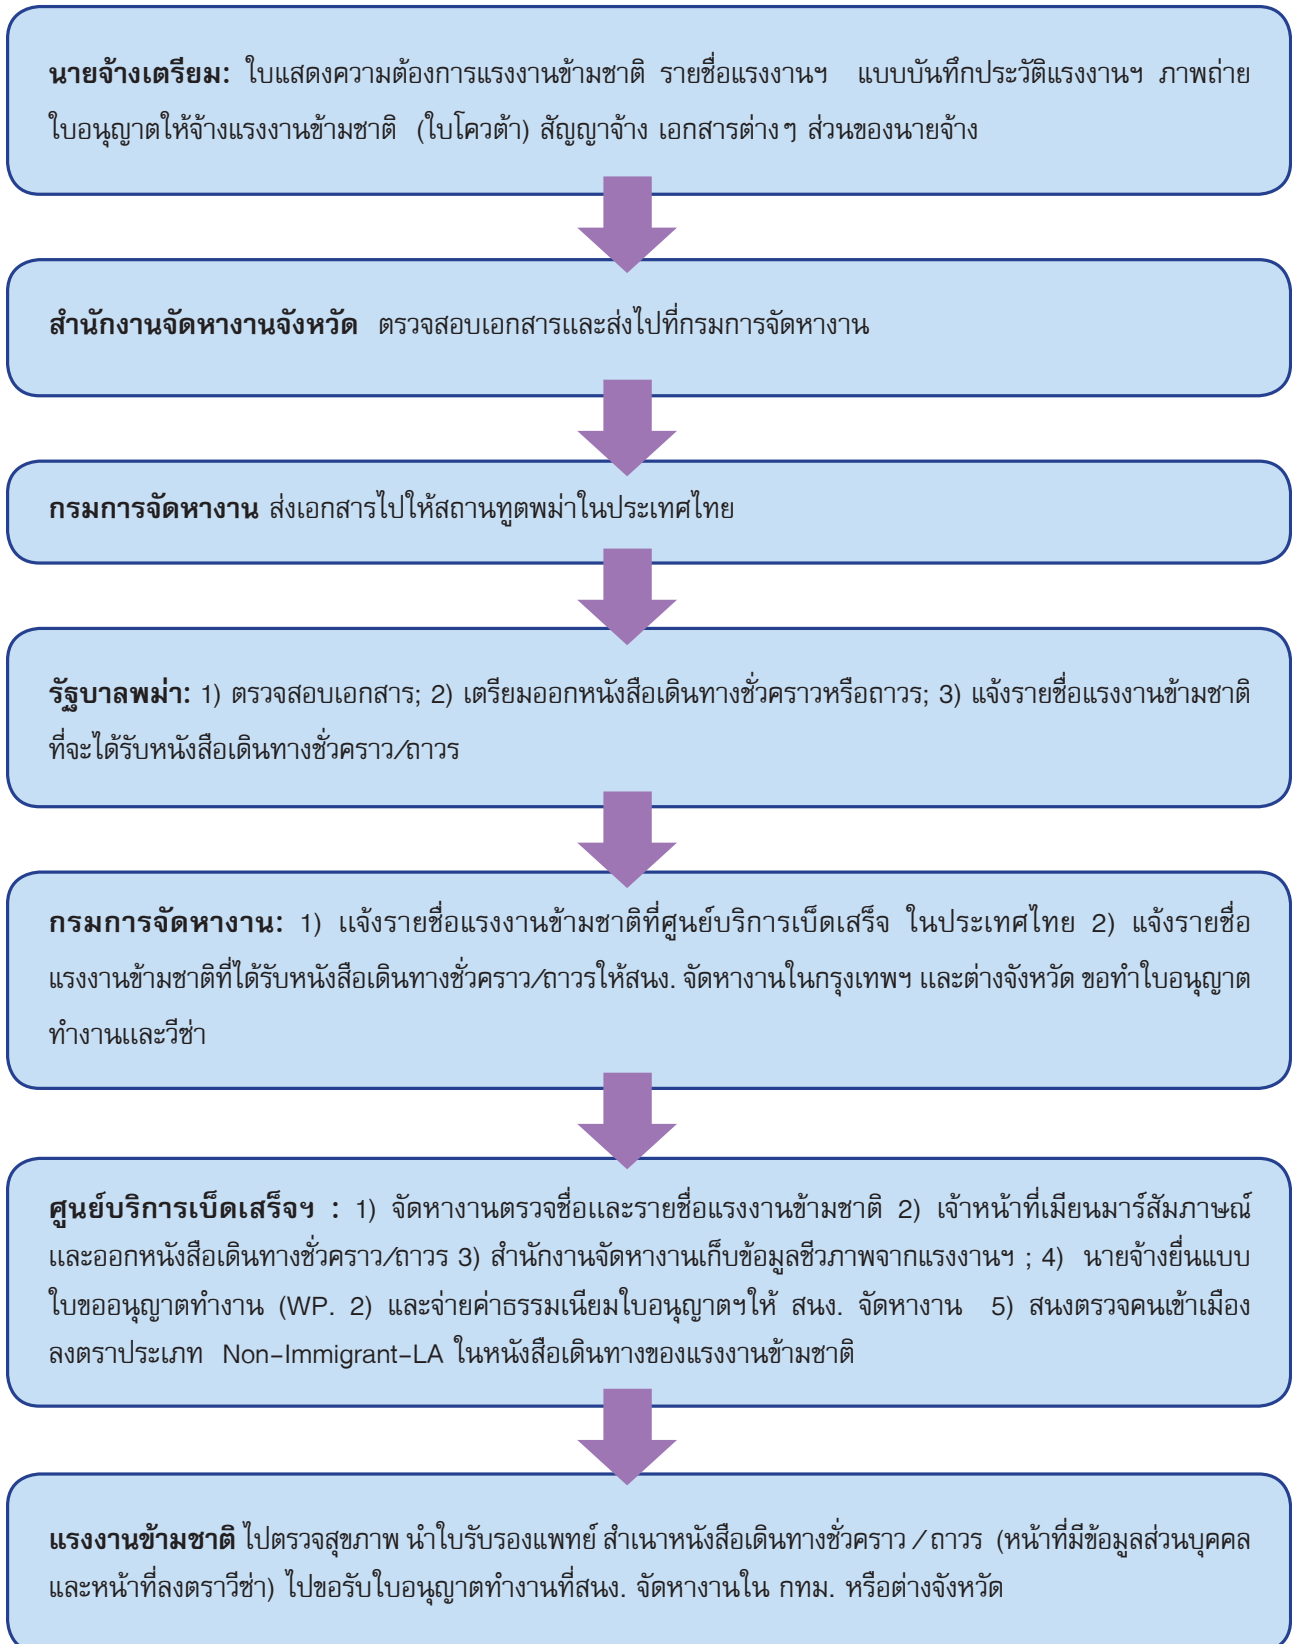 นายจ้างเตรียม: ใบแสดงความต้องการแรงงานข้ามชาติ รายชื่อแรงงานฯ แบบบันทึกประวัติแรงงานฯ ภาพถ่าย
ใบอนุญาตให้จ้างแรงงานข้ามชาติ (ใบโควต้า) สัญญาจ้าง เอกสารต่างๆ ส่วนของนายจ้าง
สำนักงานจัดหางานจังหวัด ตรวจสอบเอกสารและส่งไปที่กรมการจัดหางาน
กรมการจัดหางาน ส่งเอกสารไปให้สถานทูตพม่าในประเทศไทย
รัฐบาลพม่า: 1) ตรวจสอบเอกสาร; 2) เตรียมออกหนังสือเดินทางชั่วคราวหรือถาวร; 3) แจ้งรายชื่อแรงงานข้ามชาติ
ที่จะได้รับหนังสือเดินทางชั่วคราว/ถาวร
กรมการจัดหางาน: 1) แจ้งรายชื่อแรงงานข้ามชาติที่ศูนย์บริการเบ็ดเสร็จ ในประเทศไทย 2) แจ้งรายชื่อ
แรงงานข้ามชาติที่ได้รับหนังสือเดินทางชั่วคราว/ถาวรให้สนง. จัดหางานในกรุงเทพฯ และต่างจังหวัด ขอทำใบอนุญาต
ทำงานและวีซ่า
ศูนย์บริการเบ็ดเสร็จฯ : 1) จัดหางานตรวจชื่อและรายชื่อแรงงานข้ามชาติ 2) เจ้าหน้าที่เมียนมาร์สัมภาษณ์
และออกหนังสือเดินทางชั่วคราว/ถาวร 3) สำนักงานจัดหางานเก็บข้อมูลชีวภาพจากแรงงานฯ ; 4) นายจ้างยื่นแบบ
ใบขออนุญาตทำงาน (WP. 2) และจ่ายค่าธรรมเนียมใบอนุญาตฯให้ สนง. จัดหางาน 5) สนงตรวจคนเข้าเมือง
ลงตราประเภท Non-Immigrant-LA ในหนังสือเดินทางของแรงงานข้ามชาติ
แรงงานข้ามชาติ ไปตรวจสุขภาพ นำใบรับรองแพทย์ สำเนาหนังสือเดินทางชั่วคราว / ถาวร (หน้าที่มีข้อมูลส่วนบุคคล
และหน้าที่ลงตราวีซ่า) ไปขอรับใบอนุญาตทำงานที่สนง. จัดหางานใน กทม. หรือต่างจังหวัด